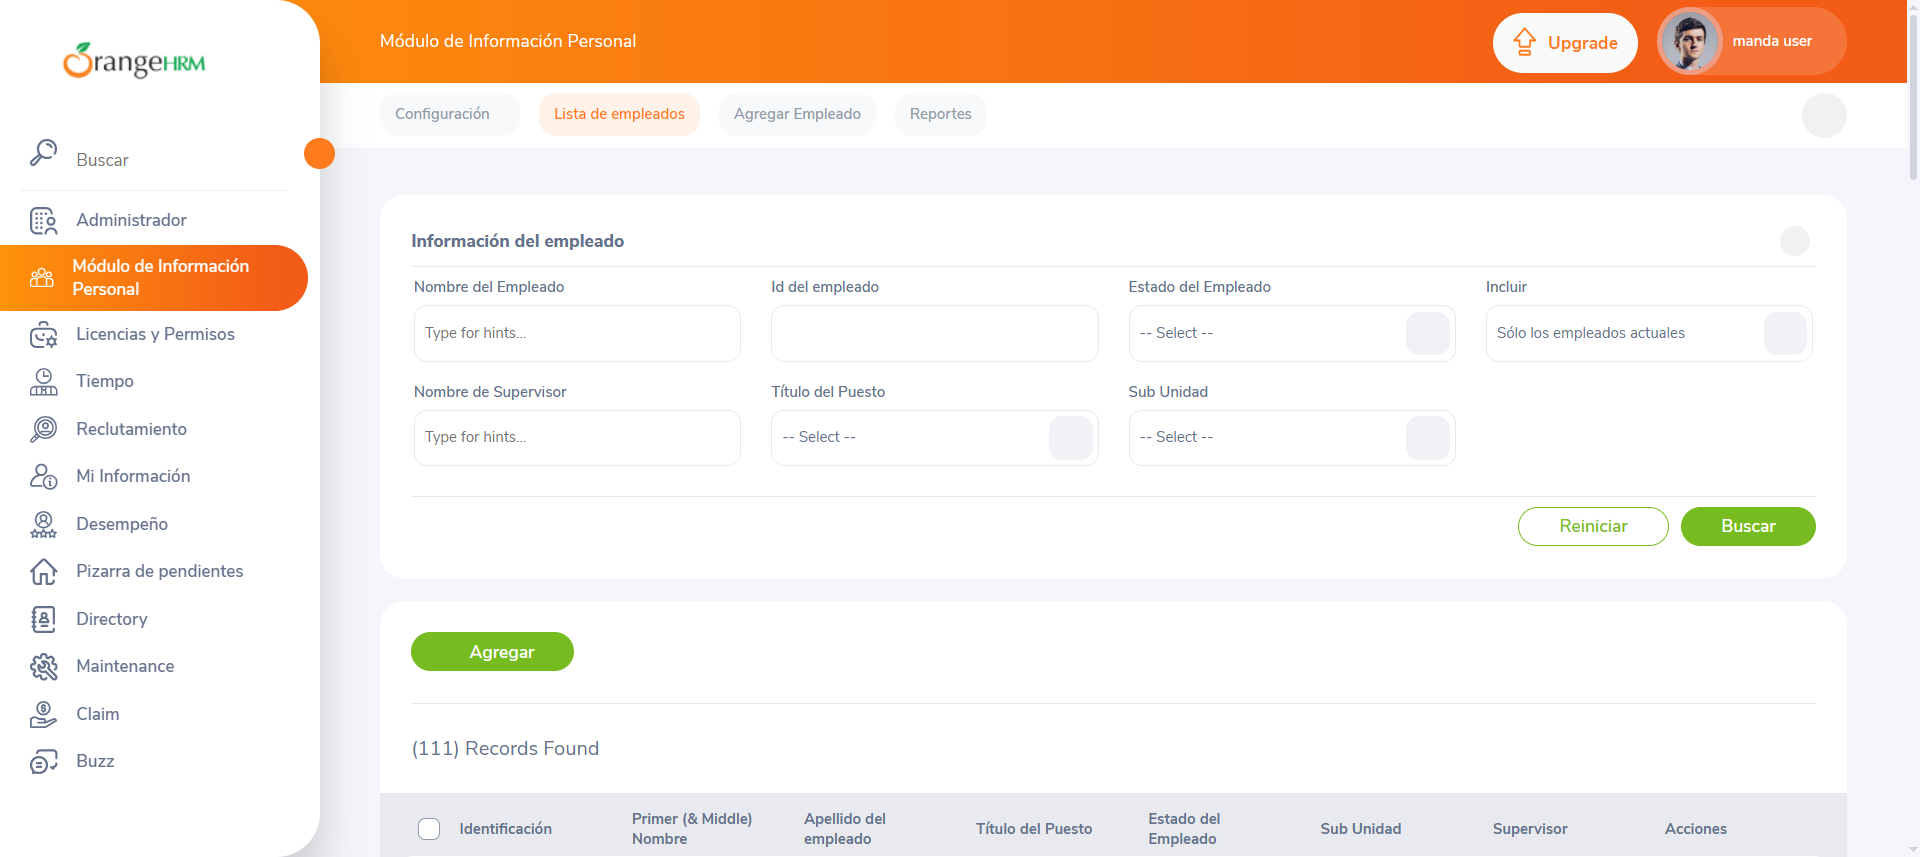 OrangeHRM
Módulo de Información Personal
Upgrade
manda user
Configuración
Lista de empleados
Agregar Empleado
Reportes
Buscar
Administrador
Módulo de Información
Personal
Licencias y Permisos
Tiempo
Reclutamiento
Mi Información
Desempeño
Pizarra de pendientes
Directory
Maintenance
Claim
Buzz
Información del empleado
Nombre del Empleado
Id del empleado
Estado del Empleado
Incluir
Type for hints...
-- Select --
Sólo los empleados actuales
Nombre de Supervisor
Título del Puesto
Sub Unidad
Type for hints...
-- Select --
-- Select --
Reiniciar
Buscar
Agregar
(111) Records Found
Identificación
Primer (& Middle)
Nombre
Apellido del
empleado
Título del Puesto
Estado del
Empleado
Sub Unidad
Supervisor
Acciones